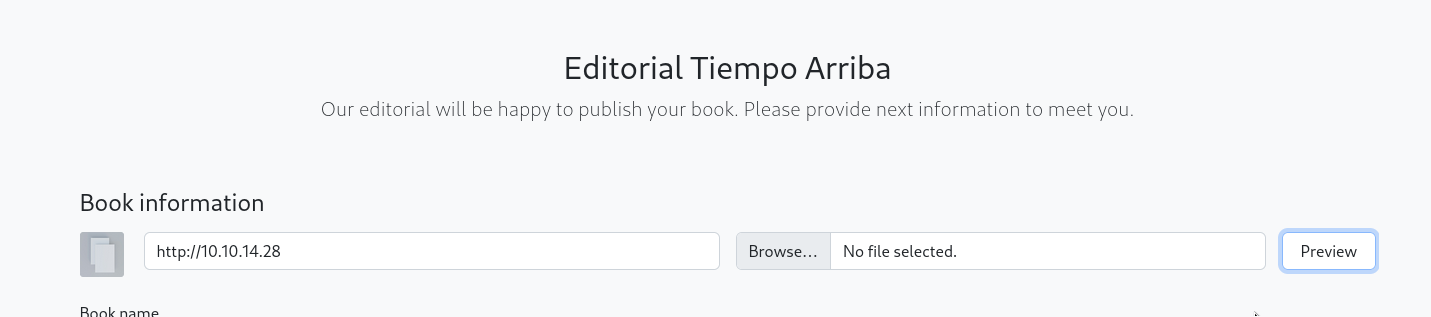 Editorial Tiempo Arriba
Our editorial will be happy to publish your book. Please provide next information to meet you.
Book information
http://10.10.14.28 Browse... No file selected. Preview
Book name